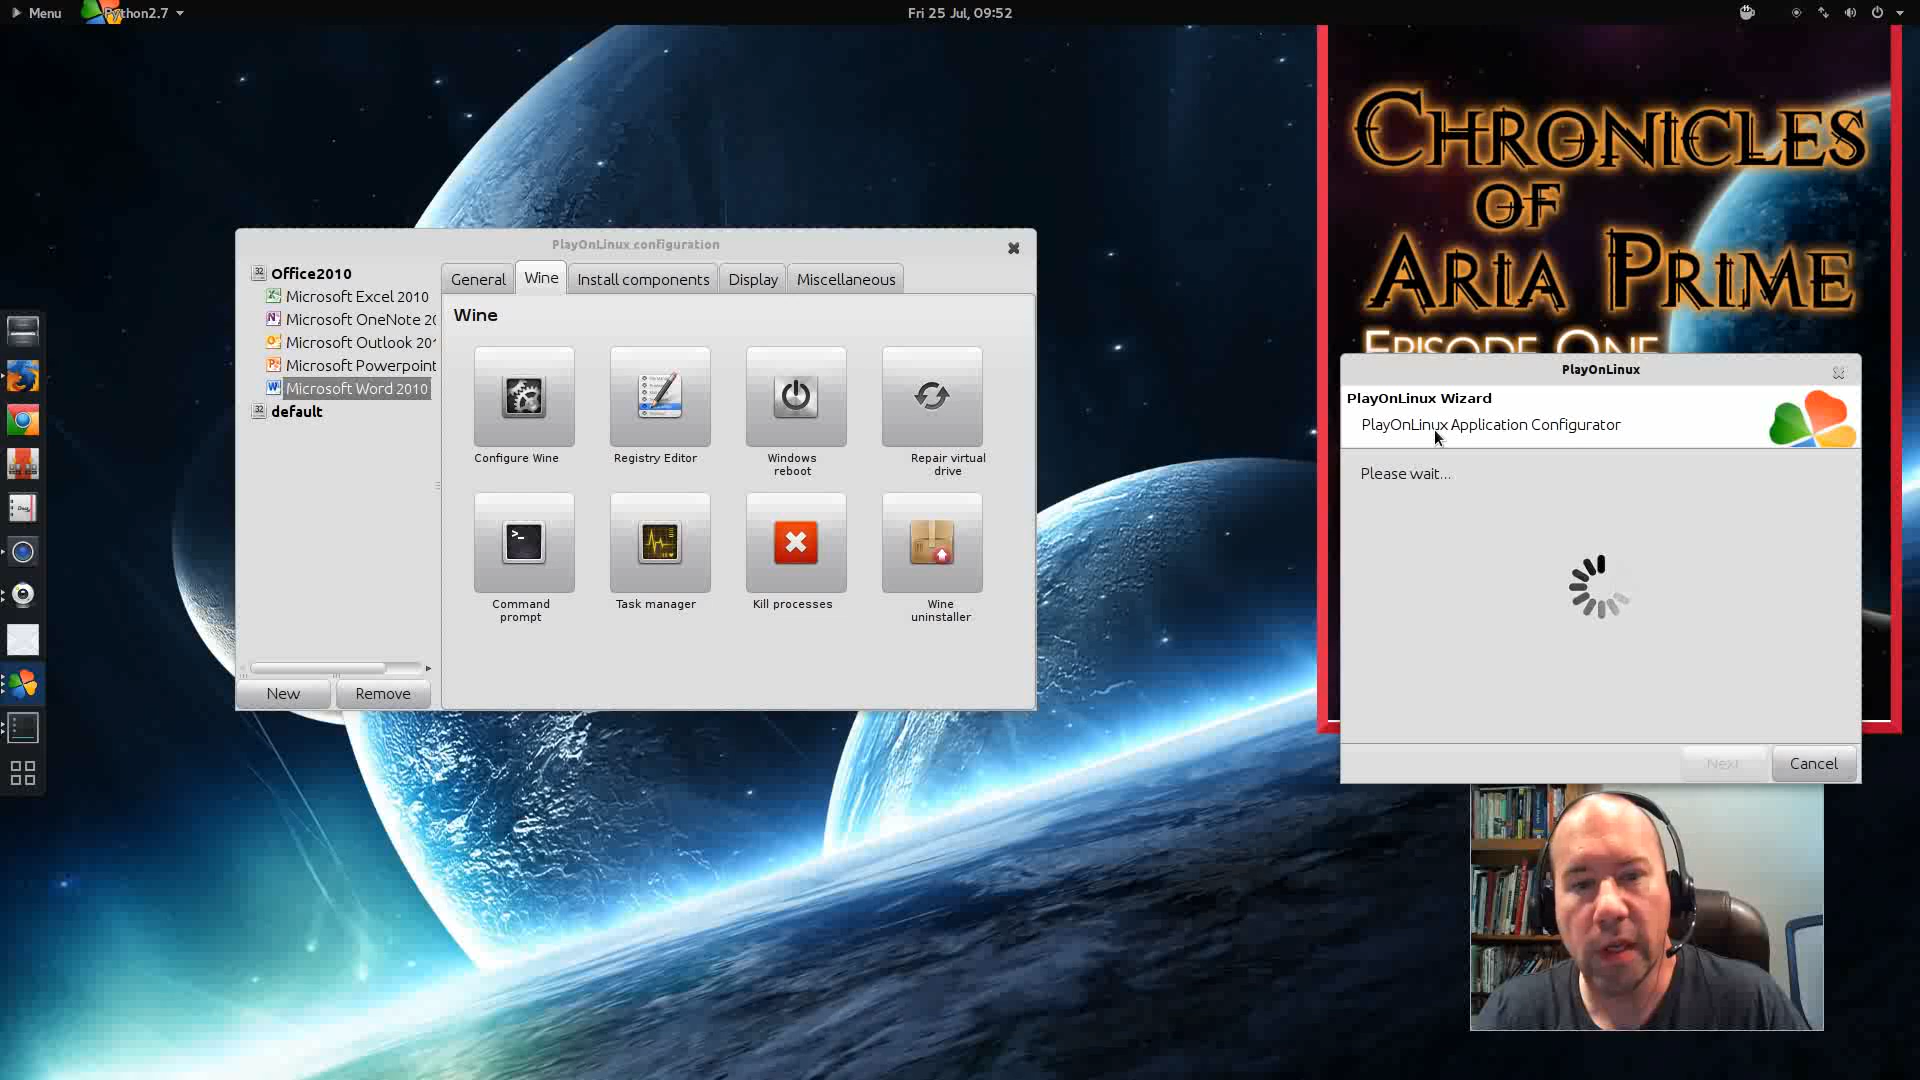 Menu
Python2.7
Fri 25 Jul, 09:52
CHRONICLES
OF
ARIA PRIME
EPISODE ONE
PlayOnLinux configuration
Office2010
Microsoft Excel 2010
Microsoft OneNote 20
Microsoft Outlook 201
Microsoft Powerpoint
Microsoft Word 2010
default
New
Remove
General
Wine
Install components
Display
Miscellaneous
Wine
Configure Wine
Registry Editor
Windows
reboot
Repair virtual
drive
Command
prompt
Task manager
Kill processes
Wine
uninstaller
PlayOnLinux
PlayOnLinux Wizard
PlayOnLinux Application Configurator
Please wait...
Next
Cancel